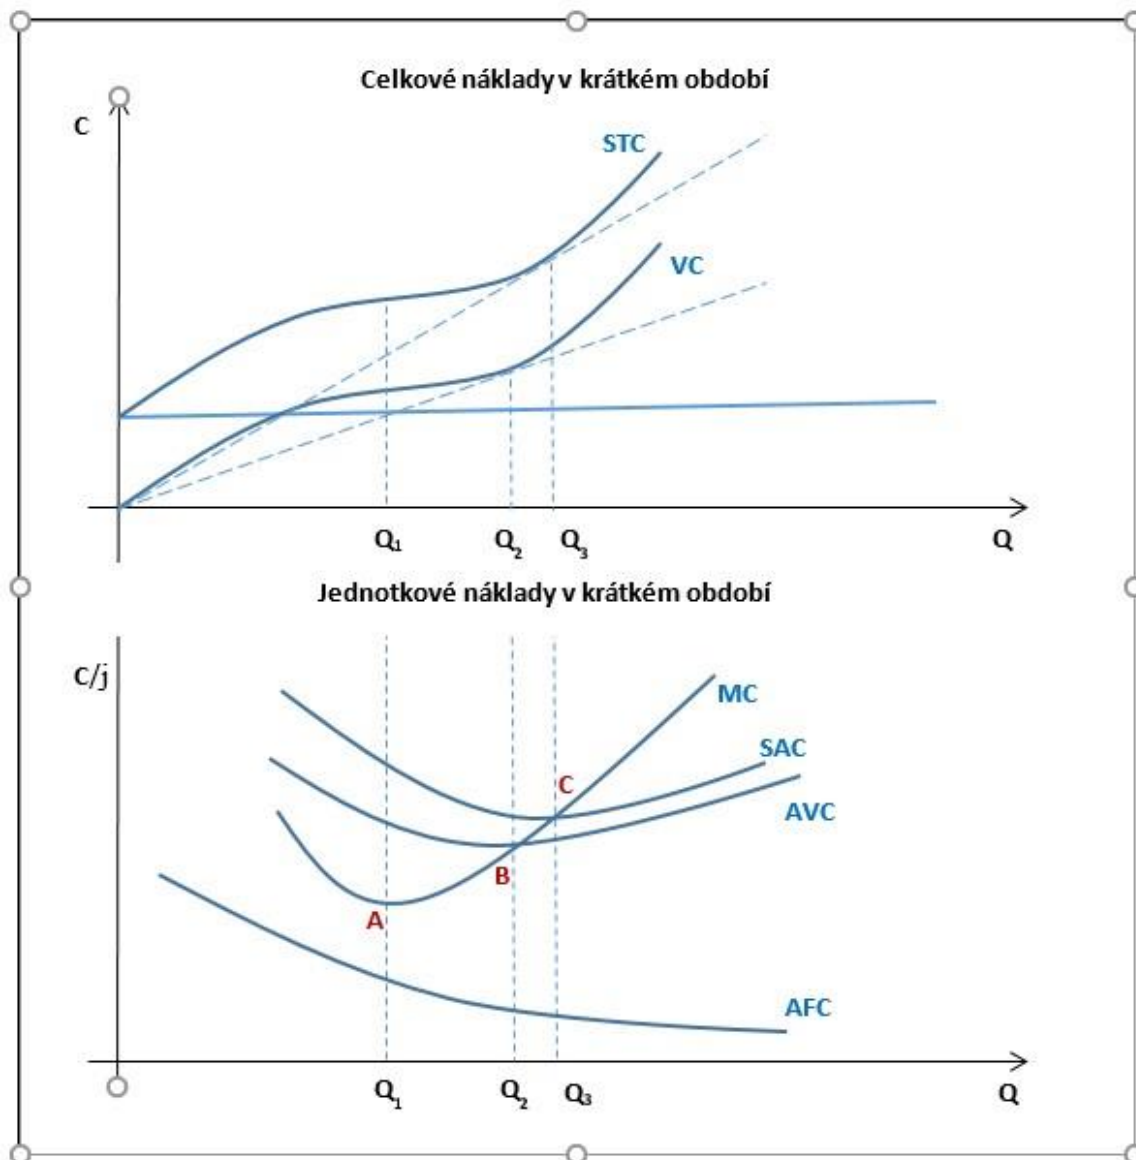 Celkové náklady v krátkém období
C
STC
VC
Q₁ Q₂ Q₃ Q
Jednotkové náklady v krátkém období
C/j
MC
SAC
C
AVC
B
A
AFC
Q₁ Q₂ Q₃ Q